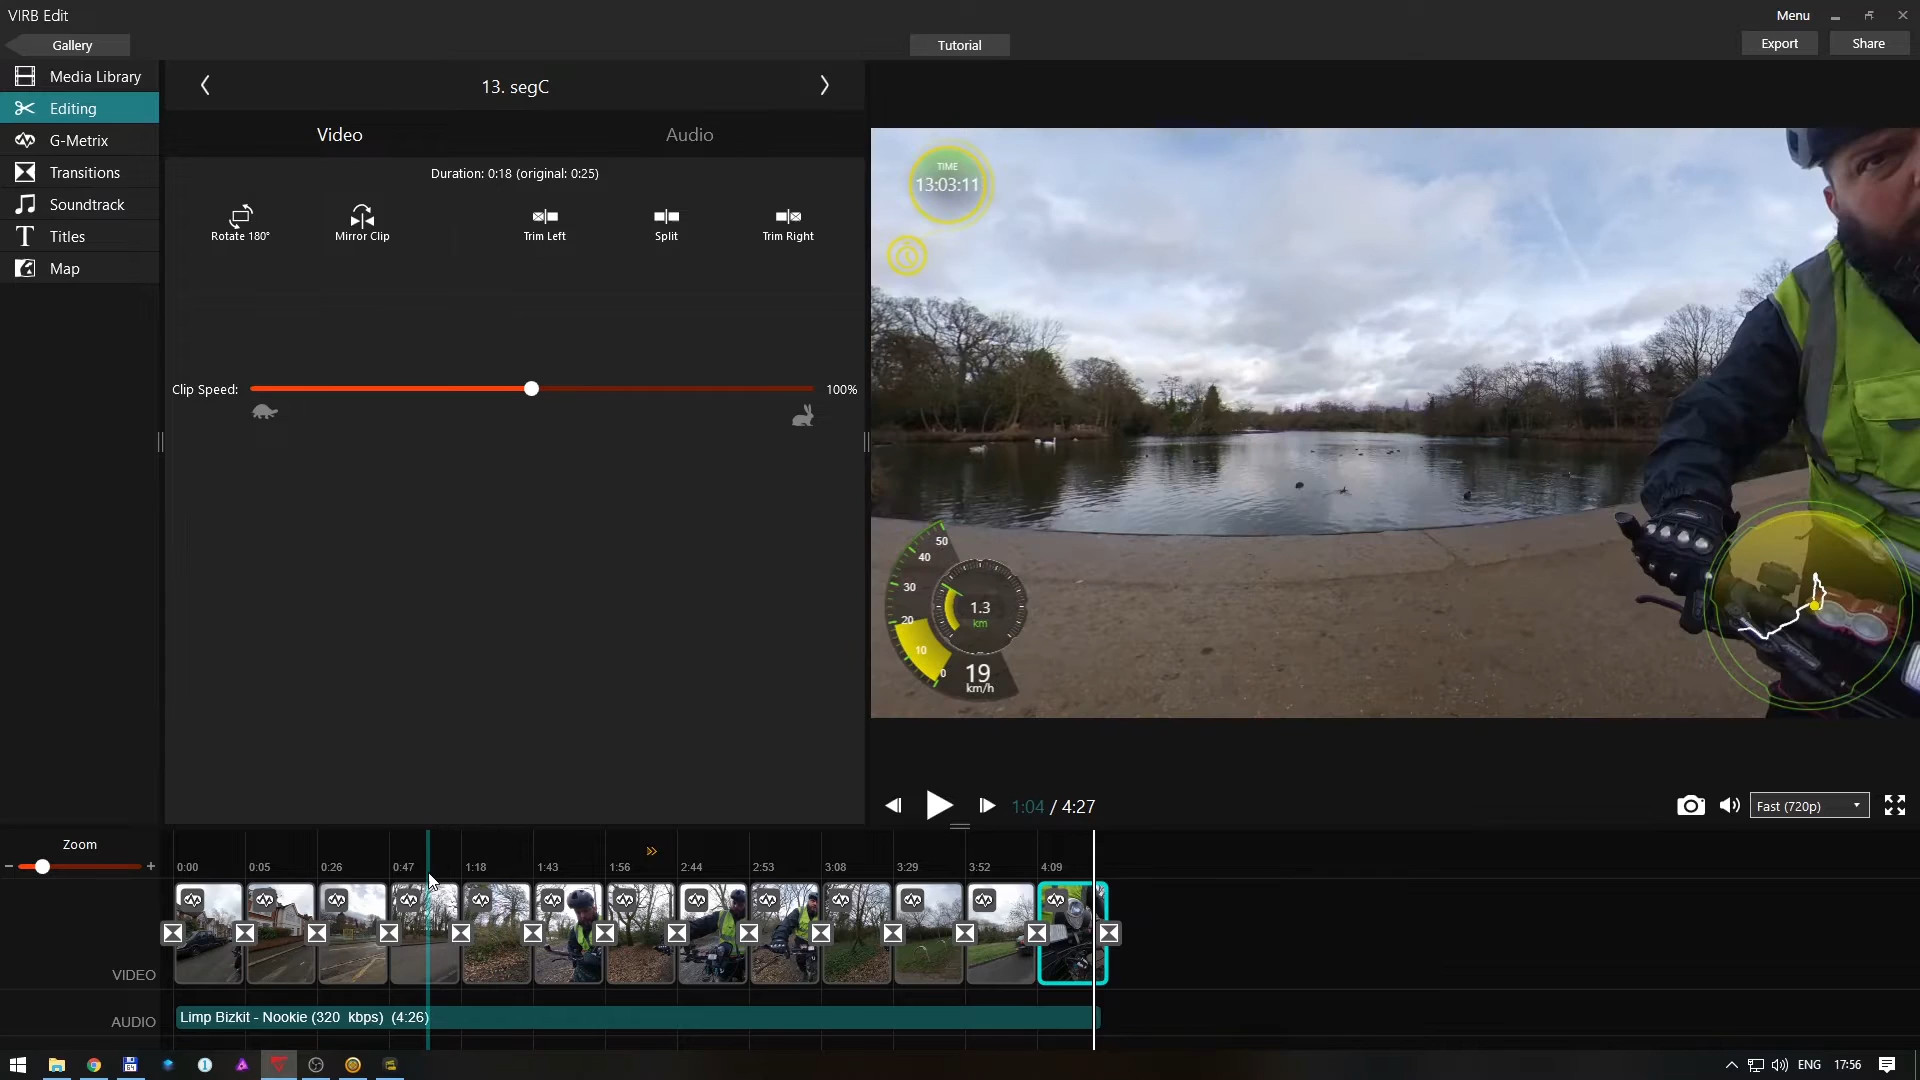 VIRB Edit
Menu
Gallery
Tutorial
Export
Share
Media Library
Editing
G-Metrix
Transitions
Soundtrack
Titles
Map
13. segC
Video
Audio
Duration: 0:18 (original: 0:25)
Rotate 180°
Mirror Clip
Trim Left
Split
Trim Right
Clip Speed:
100%
TIME
13:03:11
50
40
30
20
10
0
1.3
km
19
km/h
1:04 / 4:27
Fast (720p)
Zoom
0:00
0:05
0:26
0:47
1:18
1:43
1:56
2:44
2:53
3:08
3:29
3:52
4:09
VIDEO
AUDIO
Limp Bizkit - Nookie (320 kbps) (4:26)
ENG
17:56